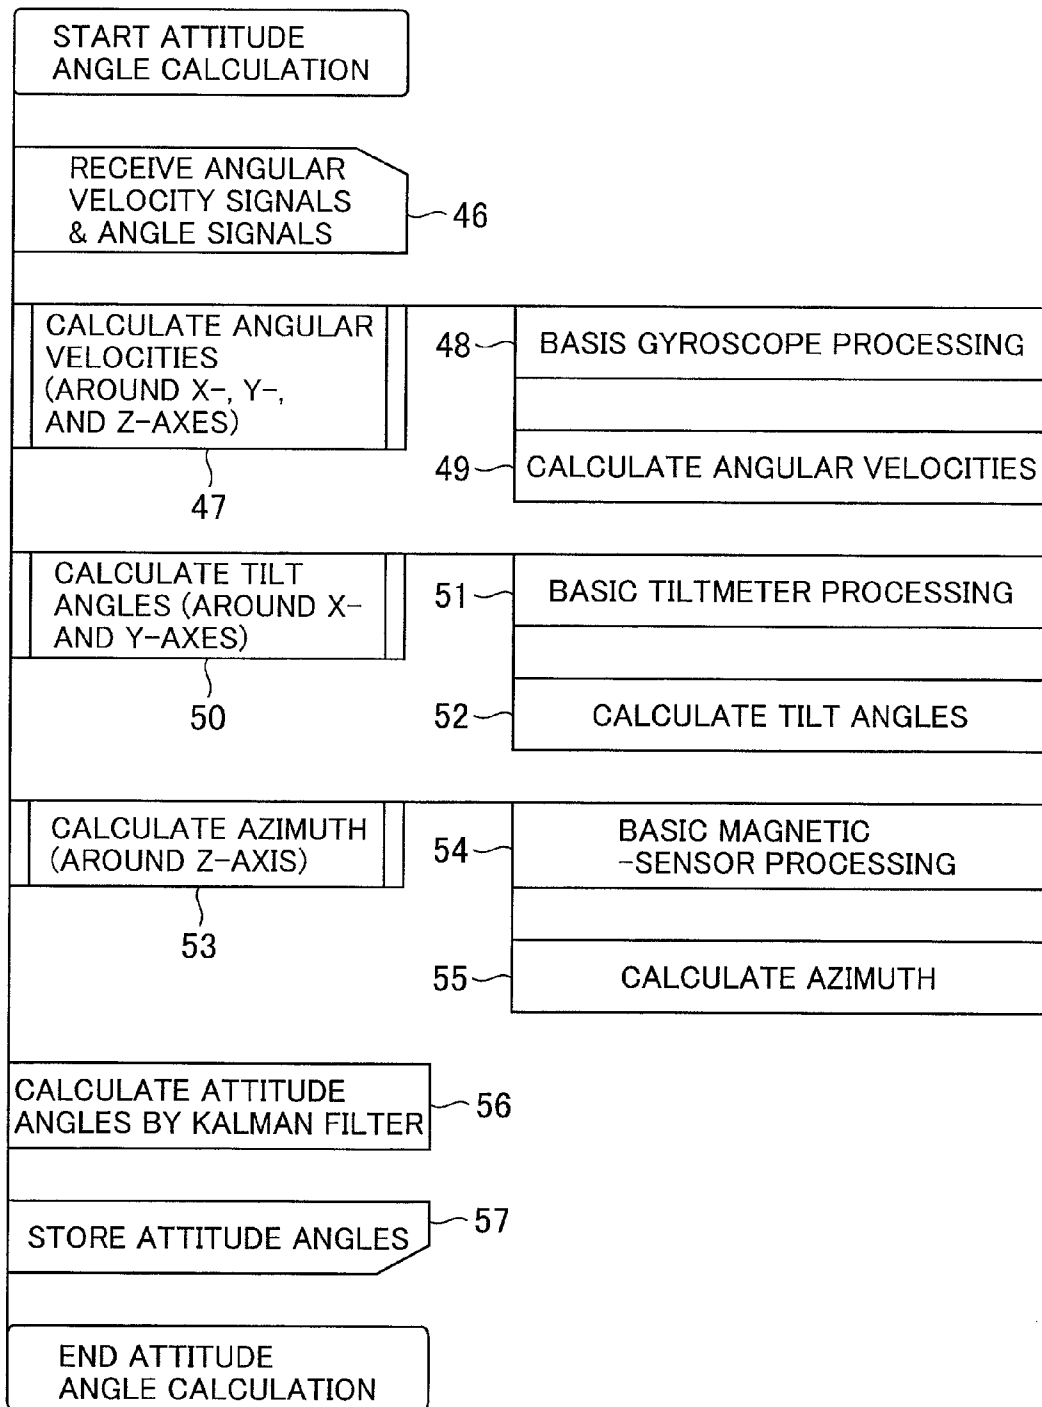 START ATTITUDE
ANGLE CALCULATION
RECEIVE ANGULAR
VELOCITY SIGNALS
& ANGLE SIGNALS
46
CALCULATE ANGULAR
VELOCITIES
(AROUND X-, Y-,
AND Z-AXES)
47
48
BASIS GYROSCOPE PROCESSING
49
CALCULATE ANGULAR VELOCITIES
CALCULATE TILT
ANGLES (AROUND X-
AND Y-AXES)
50
51
BASIC TILTMETER PROCESSING
52
CALCULATE TILT ANGLES
CALCULATE AZIMUTH
(AROUND Z-AXIS)
53
54
BASIC MAGNETIC
-SENSOR PROCESSING
55
CALCULATE AZIMUTH
CALCULATE ATTITUDE
ANGLES BY KALMAN FILTER
56
STORE ATTITUDE ANGLES
57
END ATTITUDE
ANGLE CALCULATION